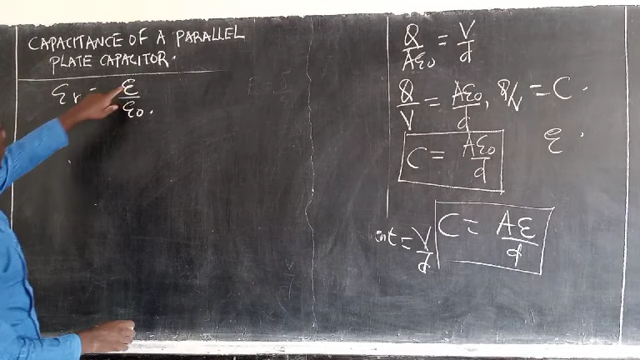 CAPACITANCE OF A PARALLEL
PLATE CAPACITOR.
εr = ε/ε0.
Q/Aε0 = V/d
Q/V = Aε0/d, Q/V = C.
C = Aε0/d
ε.
= V/d
C = Aε/d